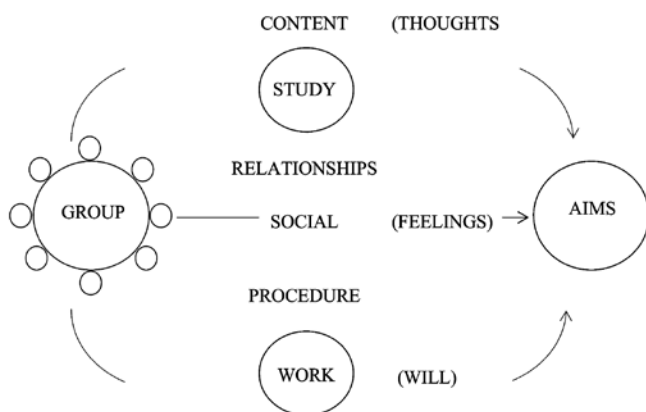 CONTENT (THOUGHTS
STUDY
RELATIONSHIPS
GROUP
AIMS
SOCIAL (FEELINGS)
PROCEDURE
WORK (WILL)